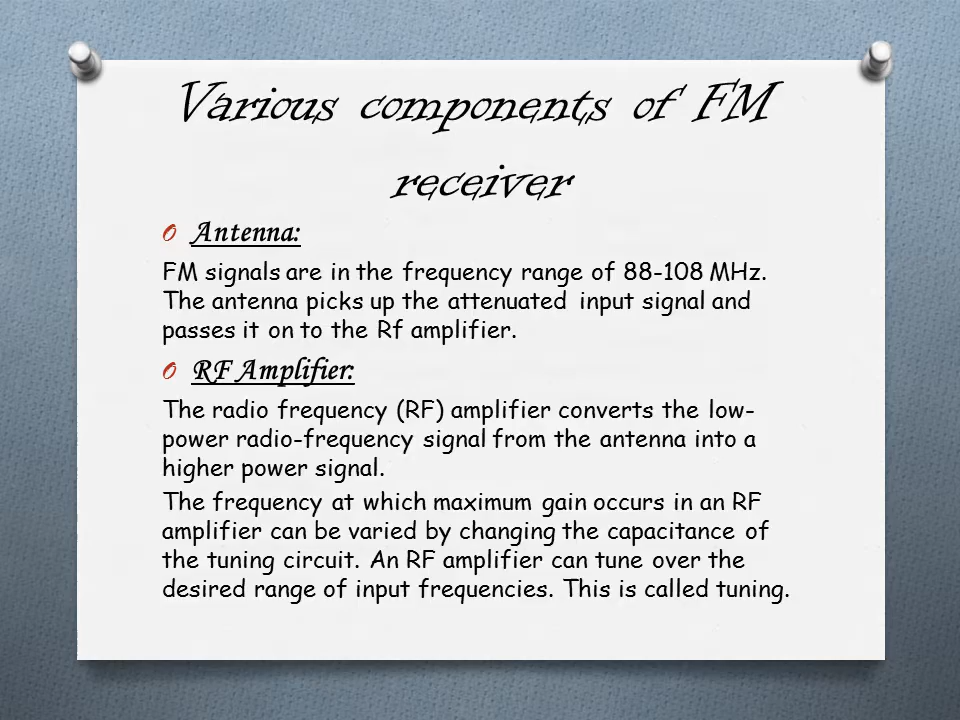 Various components of FM
receiver
O Antenna:
FM signals are in the frequency range of 88-108 MHz.
The antenna picks up the attenuated input signal and
passes it on to the Rf amplifier.
O RF Amplifier:
The radio frequency (RF) amplifier converts the low-
power radio-frequency signal from the antenna into a
higher power signal.
The frequency at which maximum gain occurs in an RF
amplifier can be varied by changing the capacitance of
the tuning circuit. An RF amplifier can tune over the
desired range of input frequencies. This is called tuning.